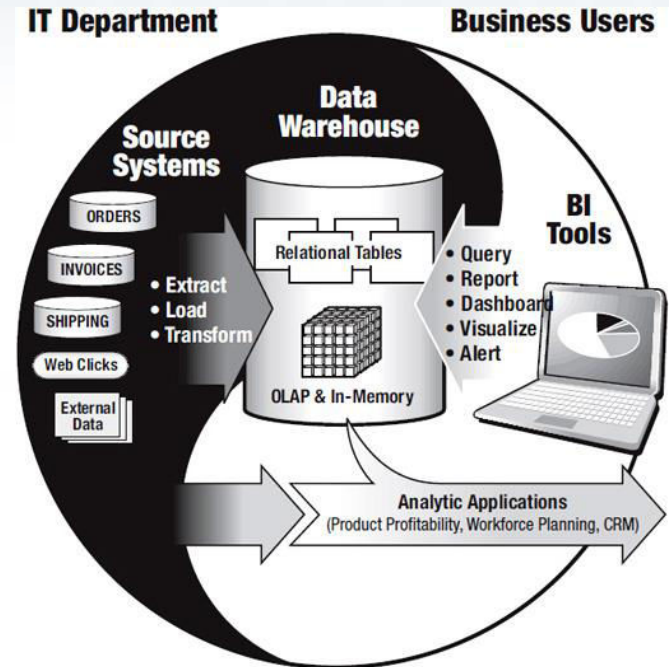 IT Department
Business Users
Data
Warehouse
Source
Systems
ORDERS
INVOICES
SHIPPING
Web Clicks
External
Data
• Extract
• Load
• Transform
Relational Tables
OLAP & In-Memory
BI
Tools
• Query
• Report
• Dashboard
• Visualize
• Alert
Analytic Applications
(Product Profitability, Workforce Planning, CRM)